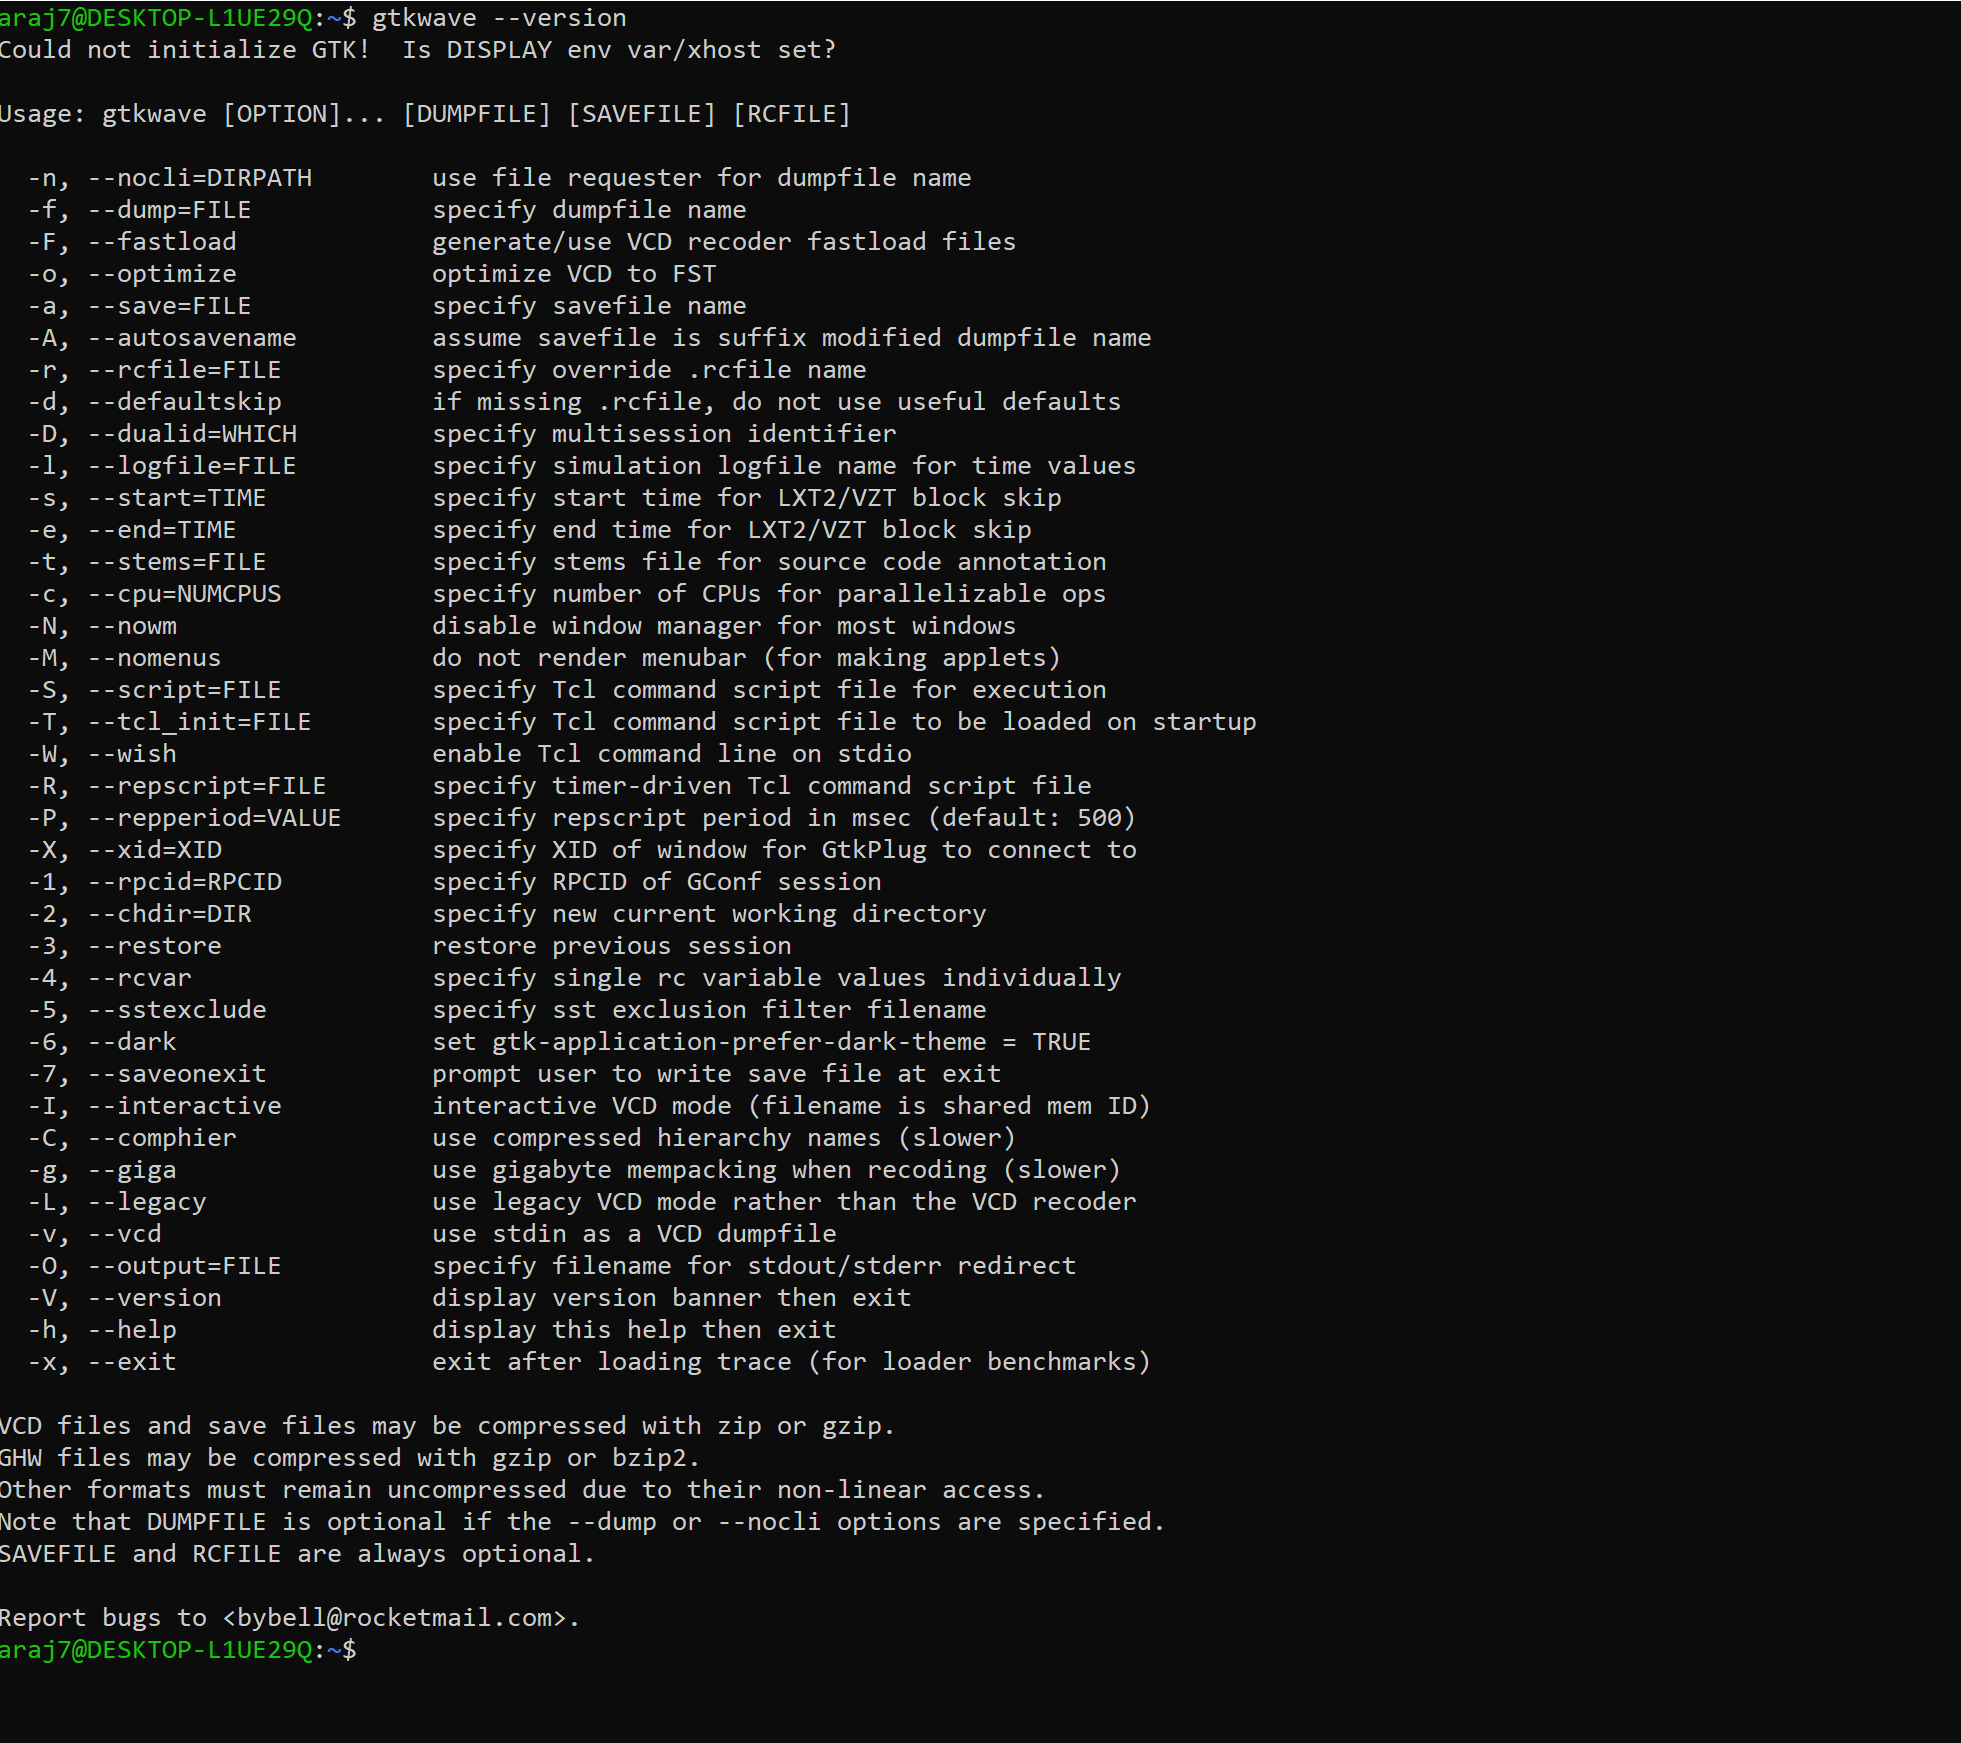 araj7@DESKTOP-L1UE29Q:~$ gtkwave --version
Could not initialize GTK!  Is DISPLAY env var/xhost set?

Usage: gtkwave [OPTION]... [DUMPFILE] [SAVEFILE] [RCFILE]

  -n, --nocli=DIRPATH        use file requester for dumpfile name
  -f, --dump=FILE            specify dumpfile name
  -F, --fastload             generate/use VCD recoder fastload files
  -o, --optimize             optimize VCD to FST
  -a, --save=FILE            specify savefile name
  -A, --autosavename         assume savefile is suffix modified dumpfile name
  -r, --rcfile=FILE          specify override .rcfile name
  -d, --defaultskip          if missing .rcfile, do not use useful defaults
  -D, --dualid=WHICH         specify multisession identifier
  -l, --logfile=FILE         specify simulation logfile name for time values
  -s, --start=TIME           specify start time for LXT2/VZT block skip
  -e, --end=TIME             specify end time for LXT2/VZT block skip
  -t, --stems=FILE           specify stems file for source code annotation
  -c, --cpu=NUMCPUS          specify number of CPUs for parallelizable ops
  -N, --nowm                 disable window manager for most windows
  -M, --nomenus              do not render menubar (for making applets)
  -S, --script=FILE          specify Tcl command script file for execution
  -T, --tcl_init=FILE        specify Tcl command script file to be loaded on startup
  -W, --wish                 enable Tcl command line on stdio
  -R, --repscript=FILE       specify timer-driven Tcl command script file
  -P, --repperiod=VALUE      specify repscript period in msec (default: 500)
  -X, --xid=XID              specify XID of window for GtkPlug to connect to
  -1, --rpcid=RPCID          specify RPCID of GConf session
  -2, --chdir=DIR            specify new current working directory
  -3, --restore              restore previous session
  -4, --rcvar                specify single rc variable values individually
  -5, --sstexclude           specify sst exclusion filter filename
  -6, --dark                 set gtk-application-prefer-dark-theme = TRUE
  -7, --saveonexit           prompt user to write save file at exit
  -I, --interactive          interactive VCD mode (filename is shared mem ID)
  -C, --comphier             use compressed hierarchy names (slower)
  -g, --giga                 use gigabyte mempacking when recoding (slower)
  -L, --legacy               use legacy VCD mode rather than the VCD recoder
  -v, --vcd                  use stdin as a VCD dumpfile
  -O, --output=FILE          specify filename for stdout/stderr redirect
  -V, --version              display version banner then exit
  -h, --help                 display this help then exit
  -x, --exit                 exit after loading trace (for loader benchmarks)

VCD files and save files may be compressed with zip or gzip.
GHW files may be compressed with gzip or bzip2.
Other formats must remain uncompressed due to their non-linear access.
Note that DUMPFILE is optional if the --dump or --nocli options are specified.
SAVEFILE and RCFILE are always optional.

Report bugs to <bybell@rocketmail.com>.
araj7@DESKTOP-L1UE29Q:~$